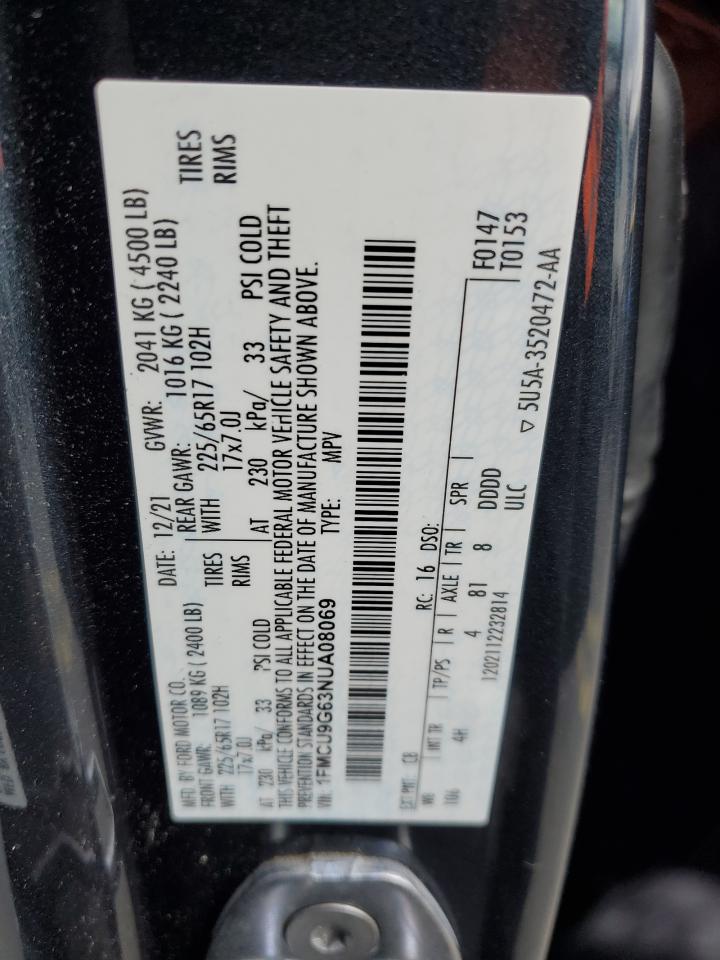 MFD BY FORD MOTOR CO. DATE: 12/21 GVWR: 2041 KG ( 4500 LB)
FRONT GAWR: 1089 KG ( 2400 LB) REAR GAWR: 1016 KG ( 2240 LB)
WITH 225/65R17 102H TIRES WITH 225/65R17 102H TIRES
17x7.0J RIMS 17x7.0J RIMS
AT 230 kPa/ 33 PSI COLD AT 230 kPa/ 33 PSI COLD
THIS VEHICLE CONFORMS TO ALL APPLICABLE FEDERAL MOTOR VEHICLE SAFETY AND THEFT
PREVENTION STANDARDS IN EFFECT ON THE DATE OF MANUFACTURE SHOWN ABOVE.
VIN: 1FMCU9G63NUA08069 TYPE: MPV
EXT PNT: CB RC: 16 DSO:
WB INT TR TP/PS R AXLE TR SPR
106 4H 4 81 8 DDDD
F0147
T0153
1202112232814 ULC
▽ 5U5A-3520472-AA